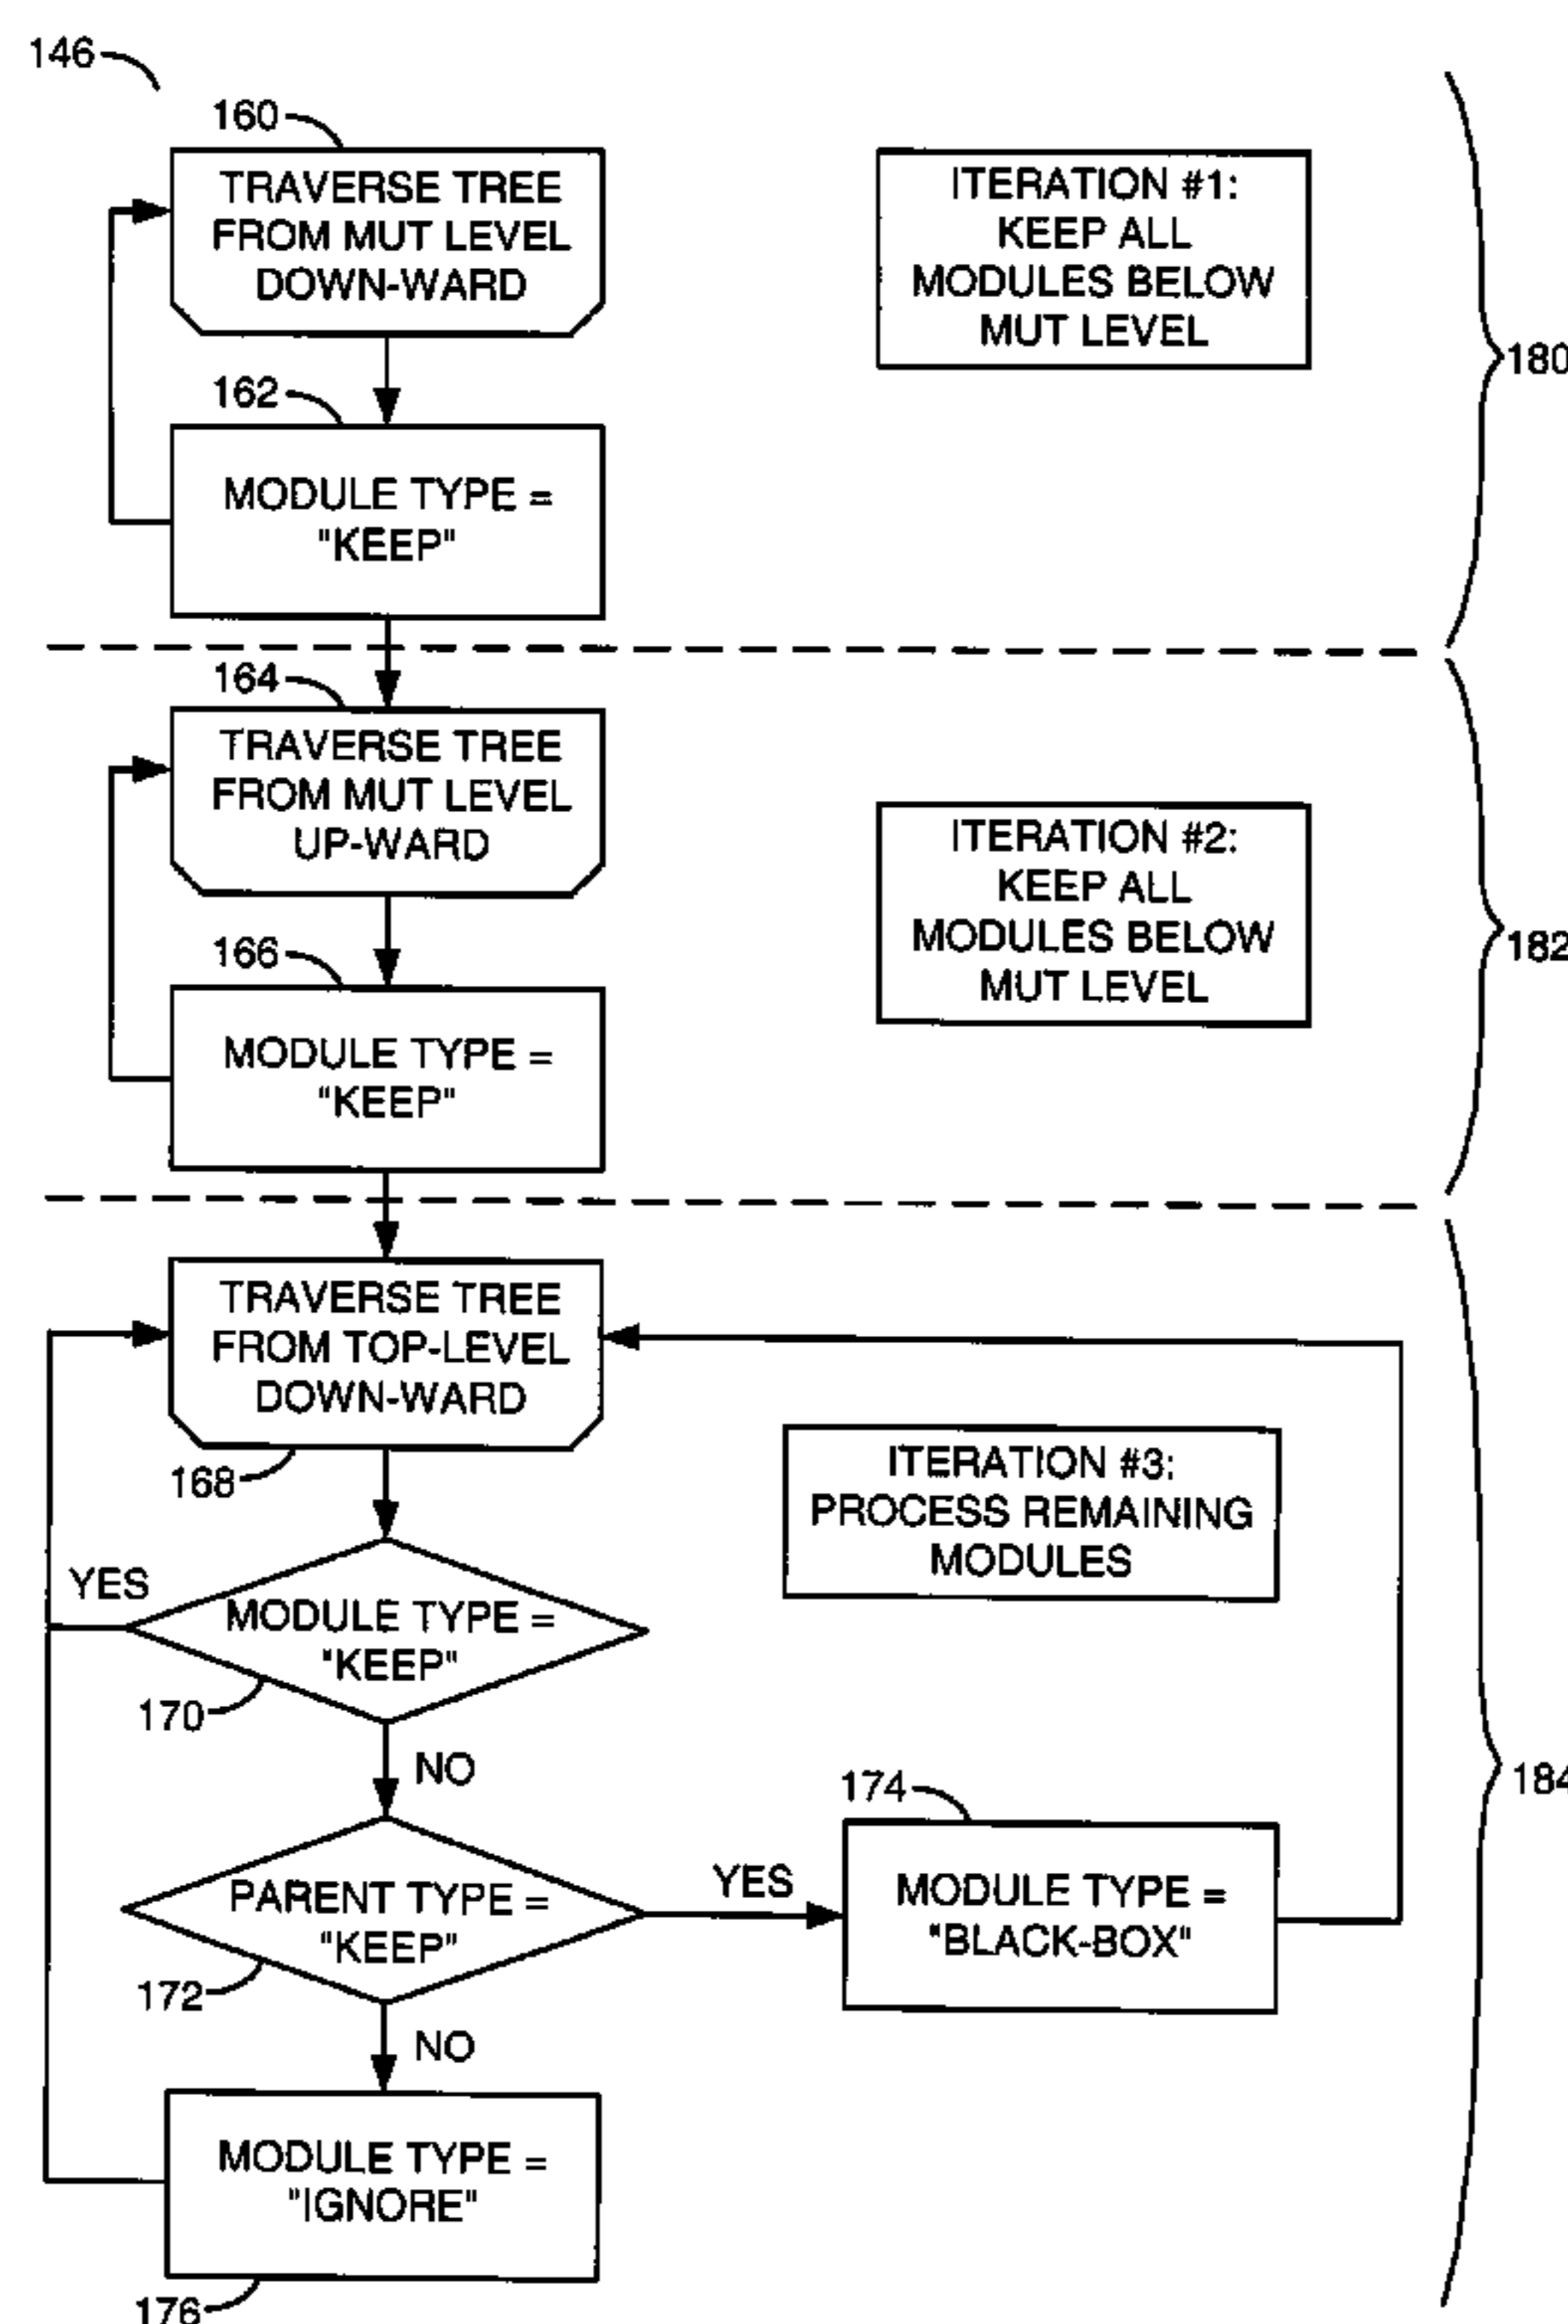 146
160
TRAVERSE TREE
FROM MUT LEVEL
DOWN-WARD
ITERATION #1:
KEEP ALL
MODULES BELOW
MUT LEVEL
180
162
MODULE TYPE =
"KEEP"
164
TRAVERSE TREE
FROM MUT LEVEL
UP-WARD
ITERATION #2:
KEEP ALL
MODULES BELOW
MUT LEVEL
182
166
MODULE TYPE =
"KEEP"
TRAVERSE TREE
FROM TOP-LEVEL
DOWN-WARD
168
ITERATION #3:
PROCESS REMAINING
MODULES
YES
MODULE TYPE =
"KEEP"
170
NO
184
174
PARENT TYPE =
"KEEP"
172
YES
MODULE TYPE =
"BLACK-BOX"
NO
MODULE TYPE =
"IGNORE"
176